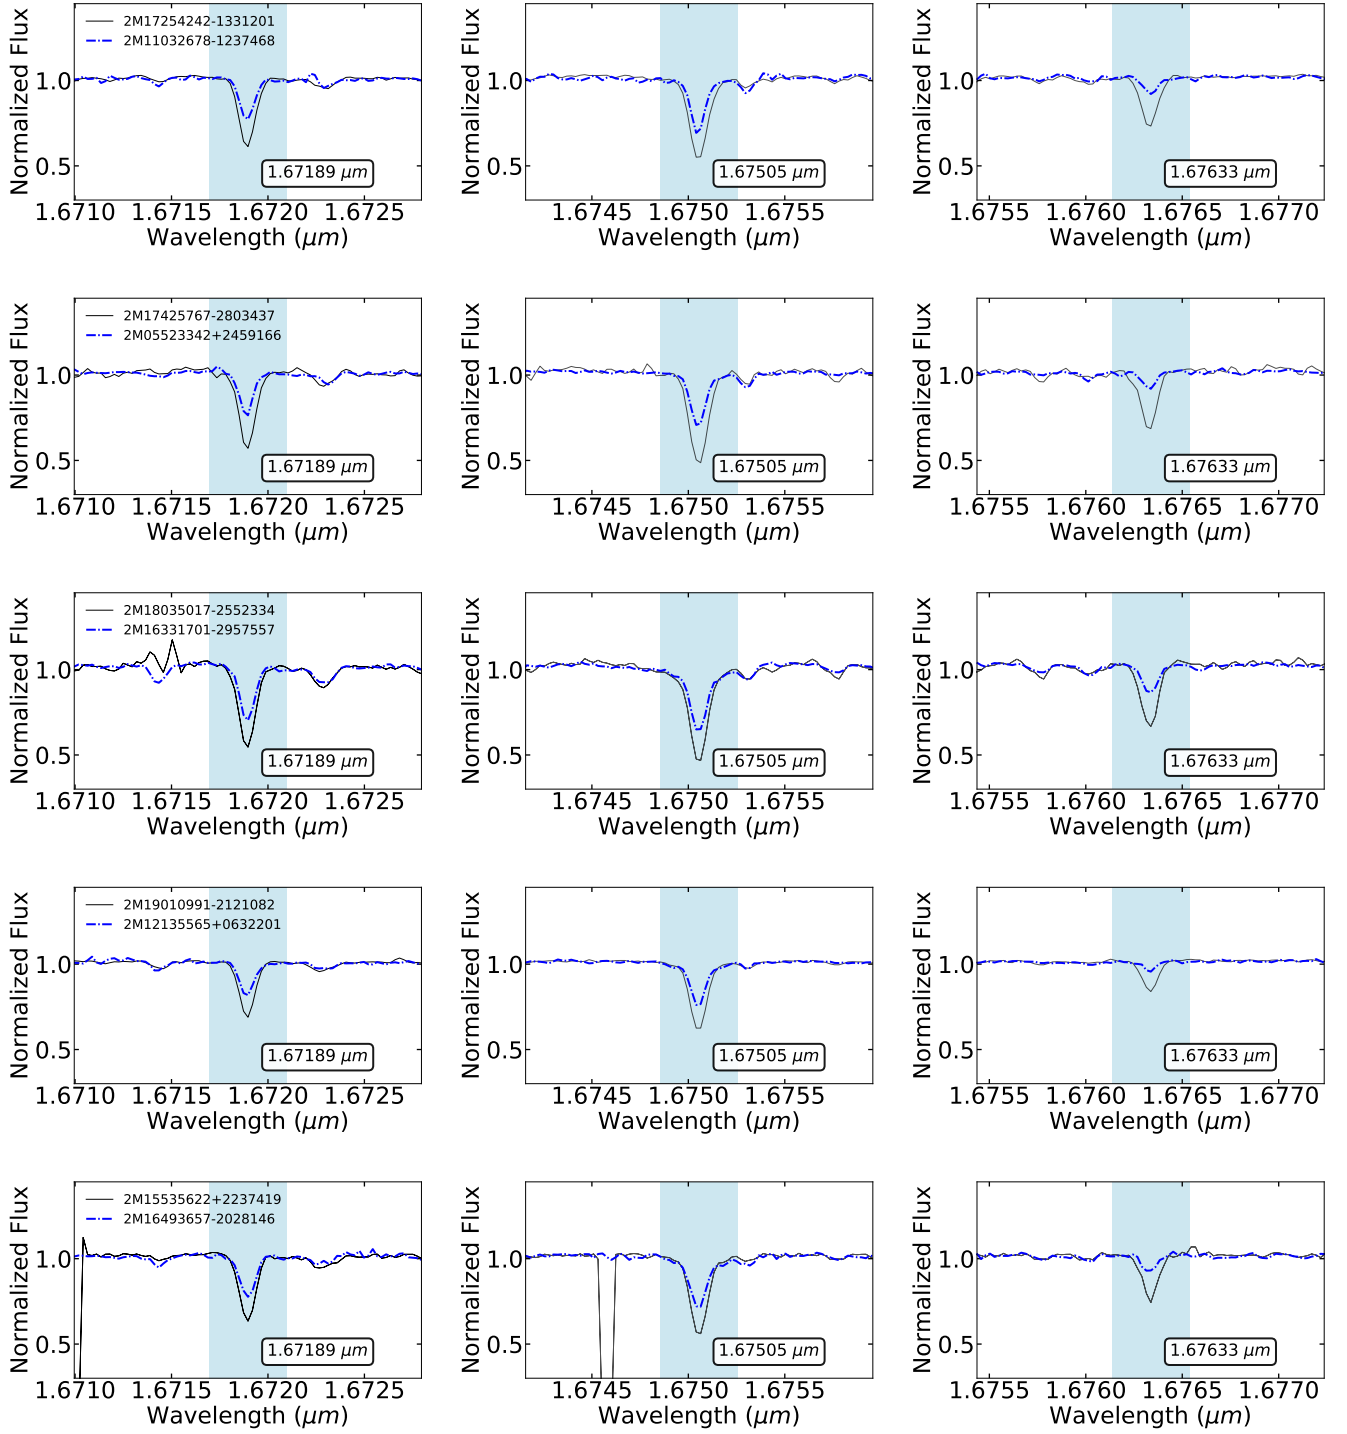 Normalized Flux
2M17254242-1331201
2M11032678-1237468
1.0
0.5
1.67189 μm
1.6710 1.6715 1.6720 1.6725
Wavelength (μm)
Normalized Flux
1.0
0.5
1.67505 μm
1.6745 1.6750 1.6755
Wavelength (μm)
Normalized Flux
1.0
0.5
1.67633 μm
1.6755 1.6760 1.6765 1.6770
Wavelength (μm)
Normalized Flux
2M17425767-2803437
2M05523342+2459166
1.0
0.5
1.67189 μm
1.6710 1.6715 1.6720 1.6725
Wavelength (μm)
Normalized Flux
1.0
0.5
1.67505 μm
1.6745 1.6750 1.6755
Wavelength (μm)
Normalized Flux
1.0
0.5
1.67633 μm
1.6755 1.6760 1.6765 1.6770
Wavelength (μm)
Normalized Flux
2M18035017-2552334
2M16331701-2957557
1.0
0.5
1.67189 μm
1.6710 1.6715 1.6720 1.6725
Wavelength (μm)
Normalized Flux
1.0
0.5
1.67505 μm
1.6745 1.6750 1.6755
Wavelength (μm)
Normalized Flux
1.0
0.5
1.67633 μm
1.6755 1.6760 1.6765 1.6770
Wavelength (μm)
Normalized Flux
2M19010991-2121082
2M12135565+0632201
1.0
0.5
1.67189 μm
1.6710 1.6715 1.6720 1.6725
Wavelength (μm)
Normalized Flux
1.0
0.5
1.67505 μm
1.6745 1.6750 1.6755
Wavelength (μm)
Normalized Flux
1.0
0.5
1.67633 μm
1.6755 1.6760 1.6765 1.6770
Wavelength (μm)
Normalized Flux
2M15535622+2237419
2M16493657-2028146
1.0
0.5
1.67189 μm
1.6710 1.6715 1.6720 1.6725
Wavelength (μm)
Normalized Flux
1.0
0.5
1.67505 μm
1.6745 1.6750 1.6755
Wavelength (μm)
Normalized Flux
1.0
0.5
1.67633 μm
1.6755 1.6760 1.6765 1.6770
Wavelength (μm)